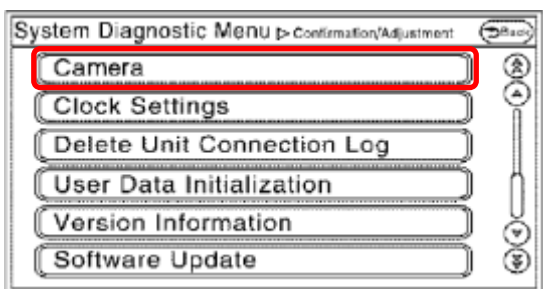 System Diagnostic Menu ▷ Confirmation/Adjustment Back
Camera
Clock Settings
Delete Unit Connection Log
User Data Initialization
Version Information
Software Update